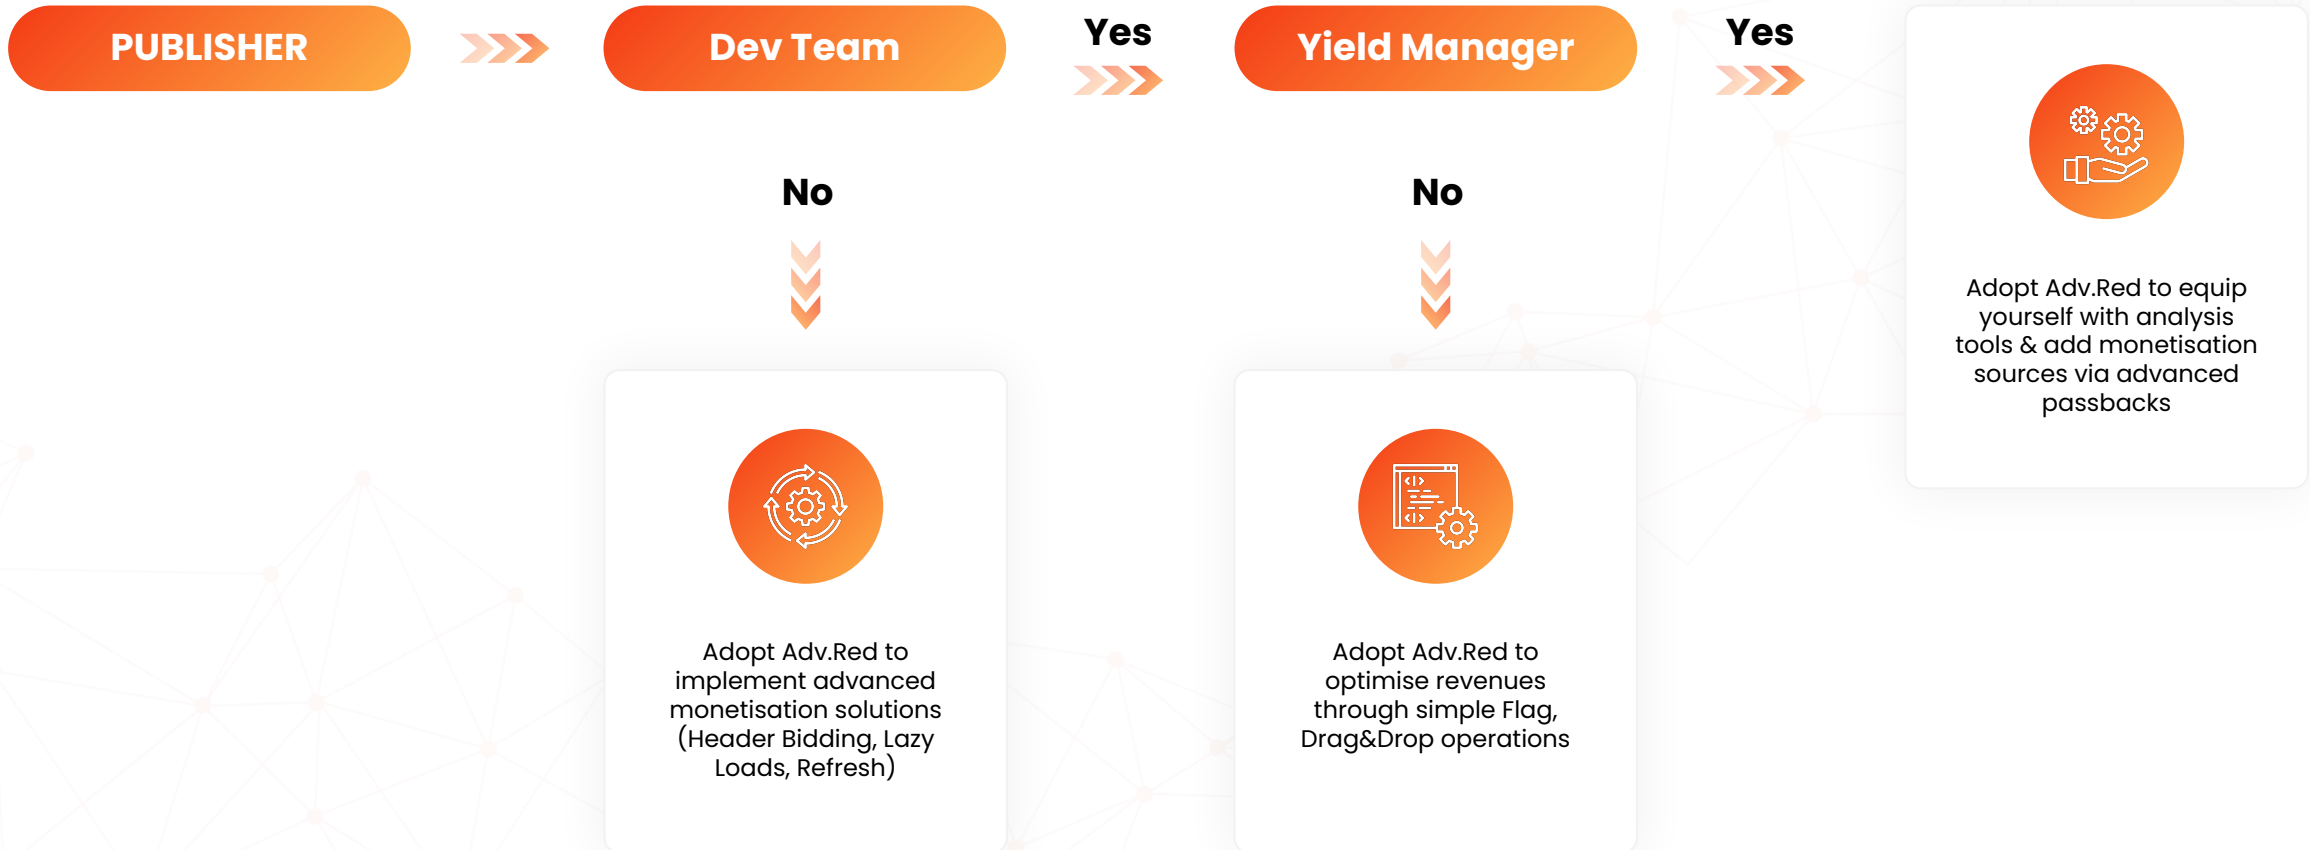 PUBLISHER
Dev Team
Yes
Yield Manager
Yes
No
No
Adopt Adv.Red to equip
yourself with analysis
tools & add monetisation
sources via advanced
passbacks
Adopt Adv.Red to
implement advanced
monetisation solutions
(Header Bidding, Lazy
Loads, Refresh)
Adopt Adv.Red to
optimise revenues
through simple Flag,
Drag&Drop operations